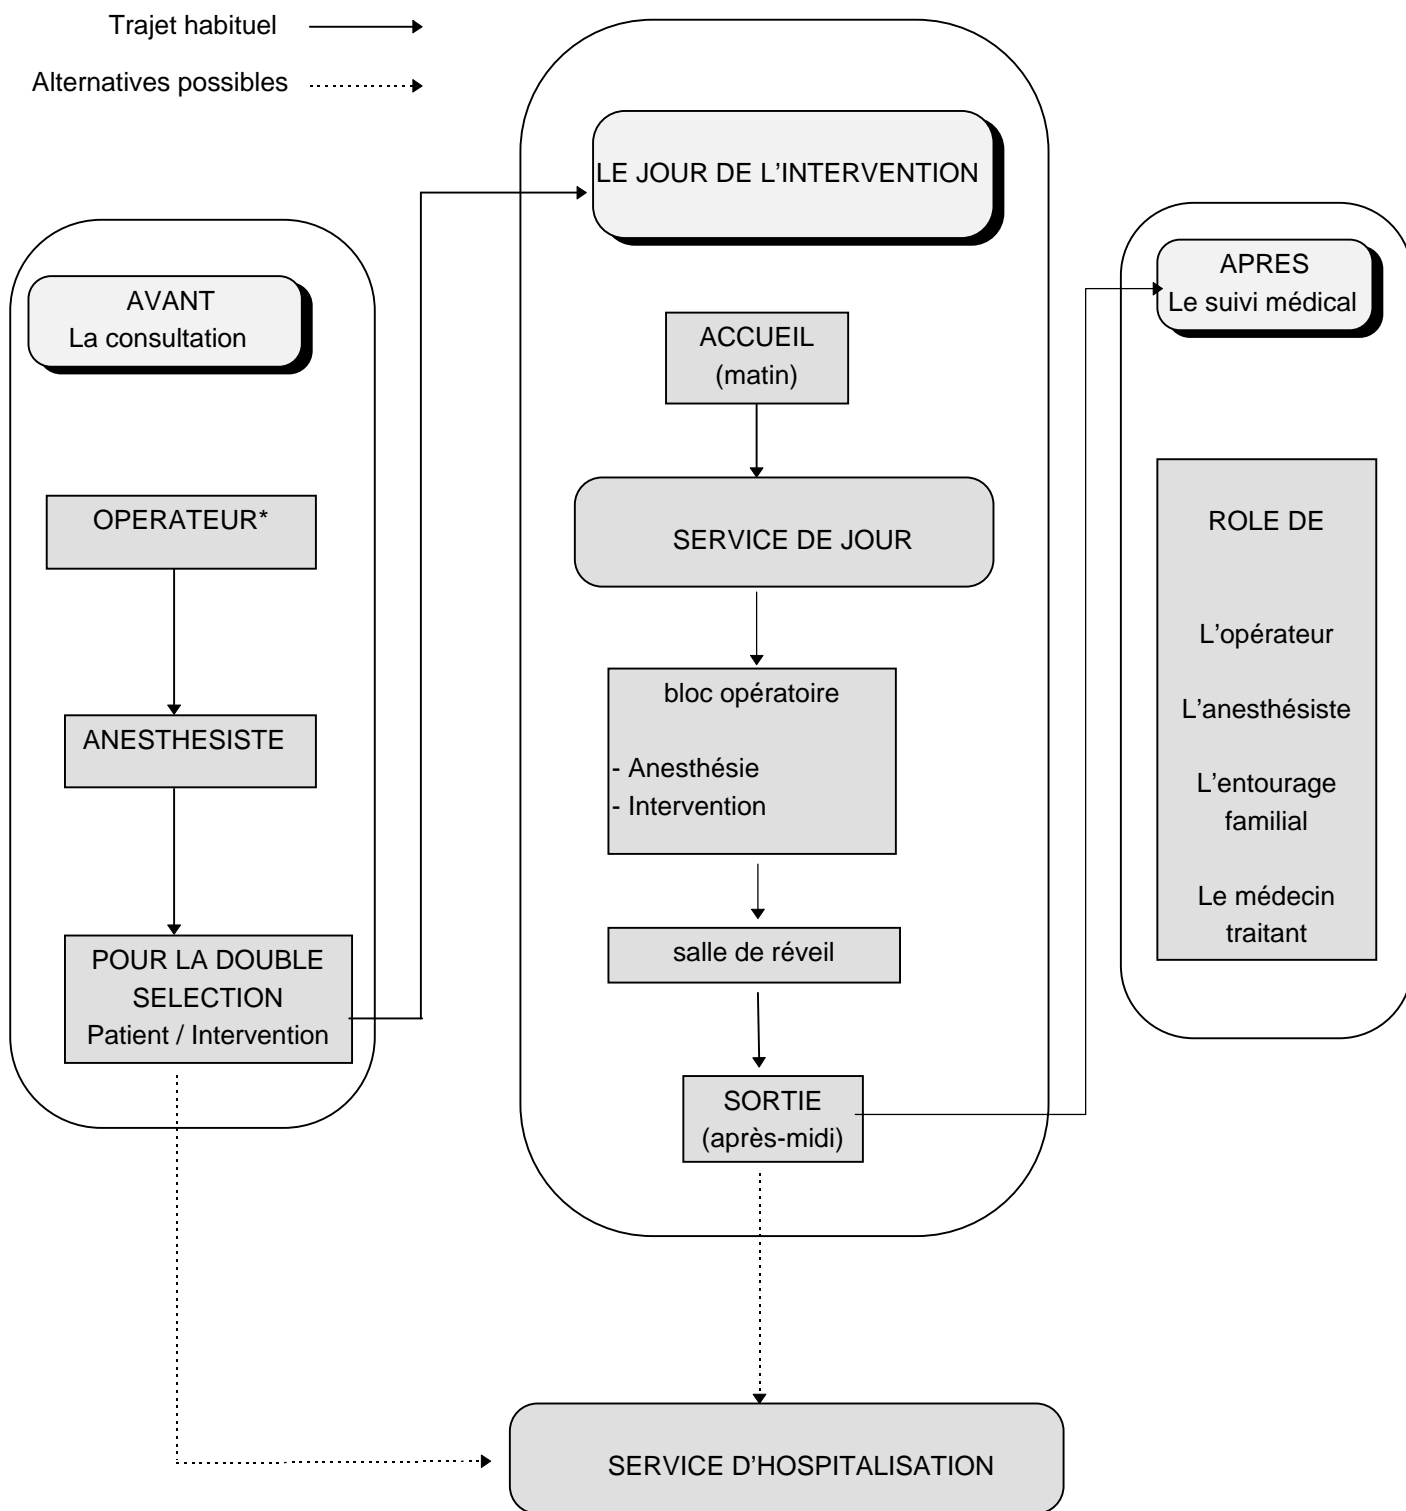 Trajet habituel
Alternatives possibles
AVANT
La consultation
OPERATEUR*
ANESTHESISTE
POUR LA DOUBLE
SELECTION
Patient / Intervention
LE JOUR DE L’INTERVENTION
ACCUEIL
(matin)
SERVICE DE JOUR
bloc opératoire
- Anesthésie
- Intervention
salle de réveil
SORTIE
(après-midi)
APRES
Le suivi médical
ROLE DE
L’opérateur
L’anesthésiste
L’entourage
familial
Le médecin
traitant
SERVICE D’HOSPITALISATION